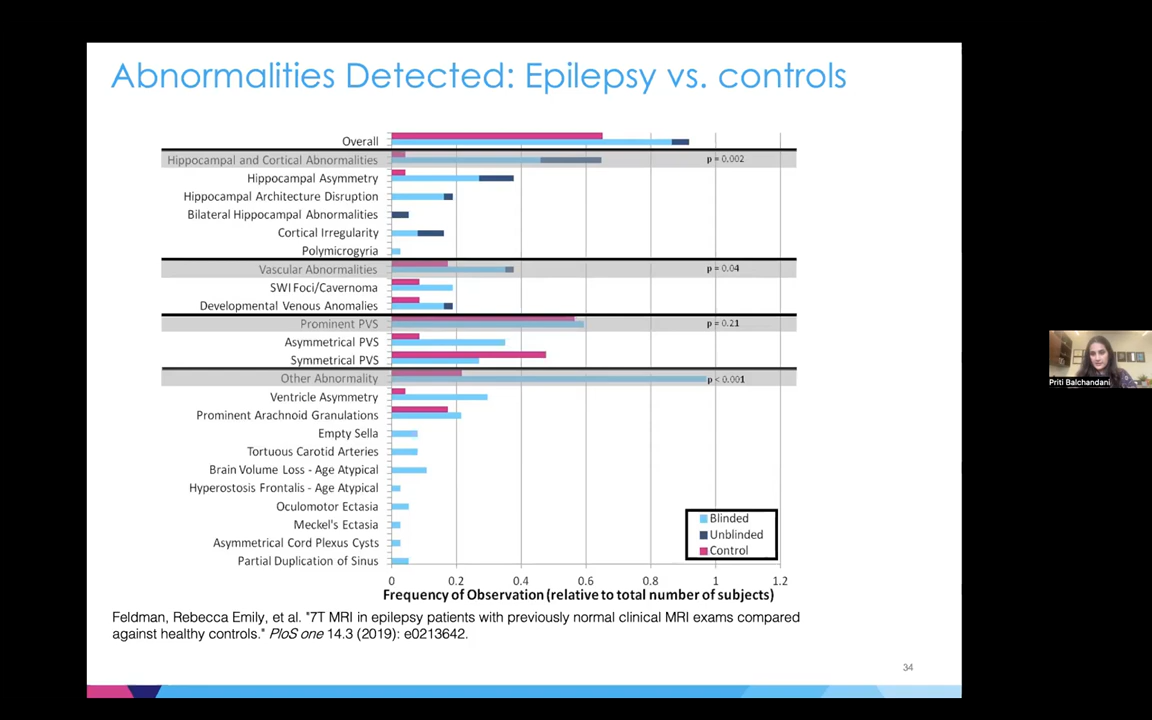 Abnormalities Detected: Epilepsy vs. controls
Overall
Hippocampal and Cortical Abnormalities
p = 0.002
Hippocampal Asymmetry
Hippocampal Architecture Disruption
Bilateral Hippocampal Abnormalities
Cortical Irregularity
Polymicrogyria
Vascular Abnormalities
p = 0.04
SWI Foci/Cavernoma
Developmental Venous Anomalies
Prominent PVS
p = 0.21
Asymmetrical PVS
Symmetrical PVS
Other Abnormality
p < 0.001
Ventricle Asymmetry
Prominent Arachnoid Granulations
Empty Sella
Tortuous Carotid Arteries
Brain Volume Loss - Age Atypical
Hyperostosis Frontalis - Age Atypical
Oculomotor Ectasia
Meckel's Ectasia
Asymmetrical Cord Plexus Cysts
Partial Duplication of Sinus
Blinded
Unblinded
Control
0 0.2 0.4 0.6 0.8 1 1.2
Frequency of Observation (relative to total number of subjects)
Feldman, Rebecca Emily, et al. "7T MRI in epilepsy patients with previously normal clinical MRI exams compared
against healthy controls." PloS one 14.3 (2019): e0213642.
34
Priti Balchandani